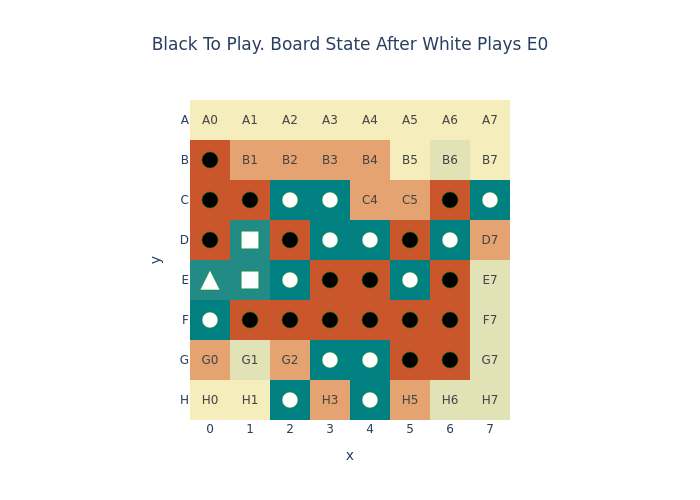 Black To Play. Board State After White Plays E0
A A0 A1 A2 A3 A4 A5 A6 A7
B B1 B2 B3 B4 B5 B6 B7
C C4 C5
D D7
y
E E7
F F7
G G0 G1 G2 G7
H H0 H1 H3 H5 H6 H7
0 1 2 3 4 5 6 7
x